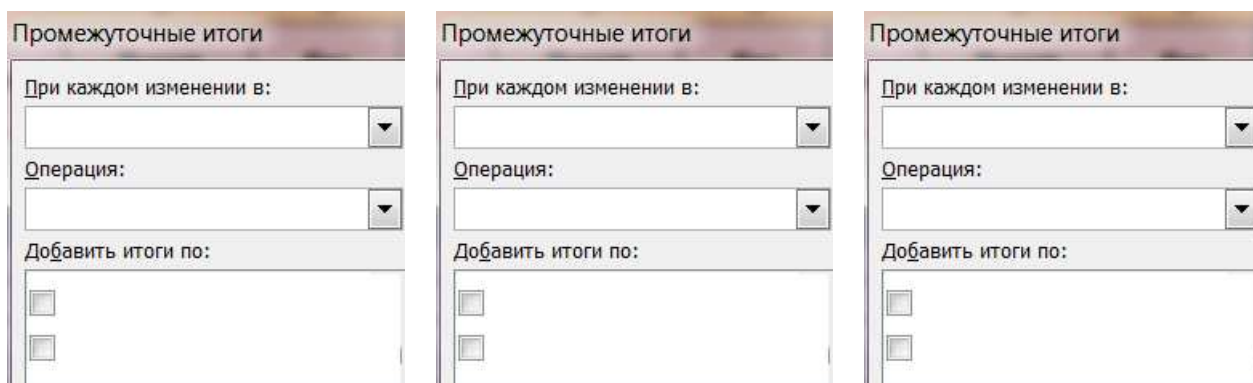 Промежуточные итоги
При каждом изменении в:
Операция:
Добавить итоги по:
Промежуточные итоги
При каждом изменении в:
Операция:
Добавить итоги по:
Промежуточные итоги
При каждом изменении в:
Операция:
Добавить итоги по: